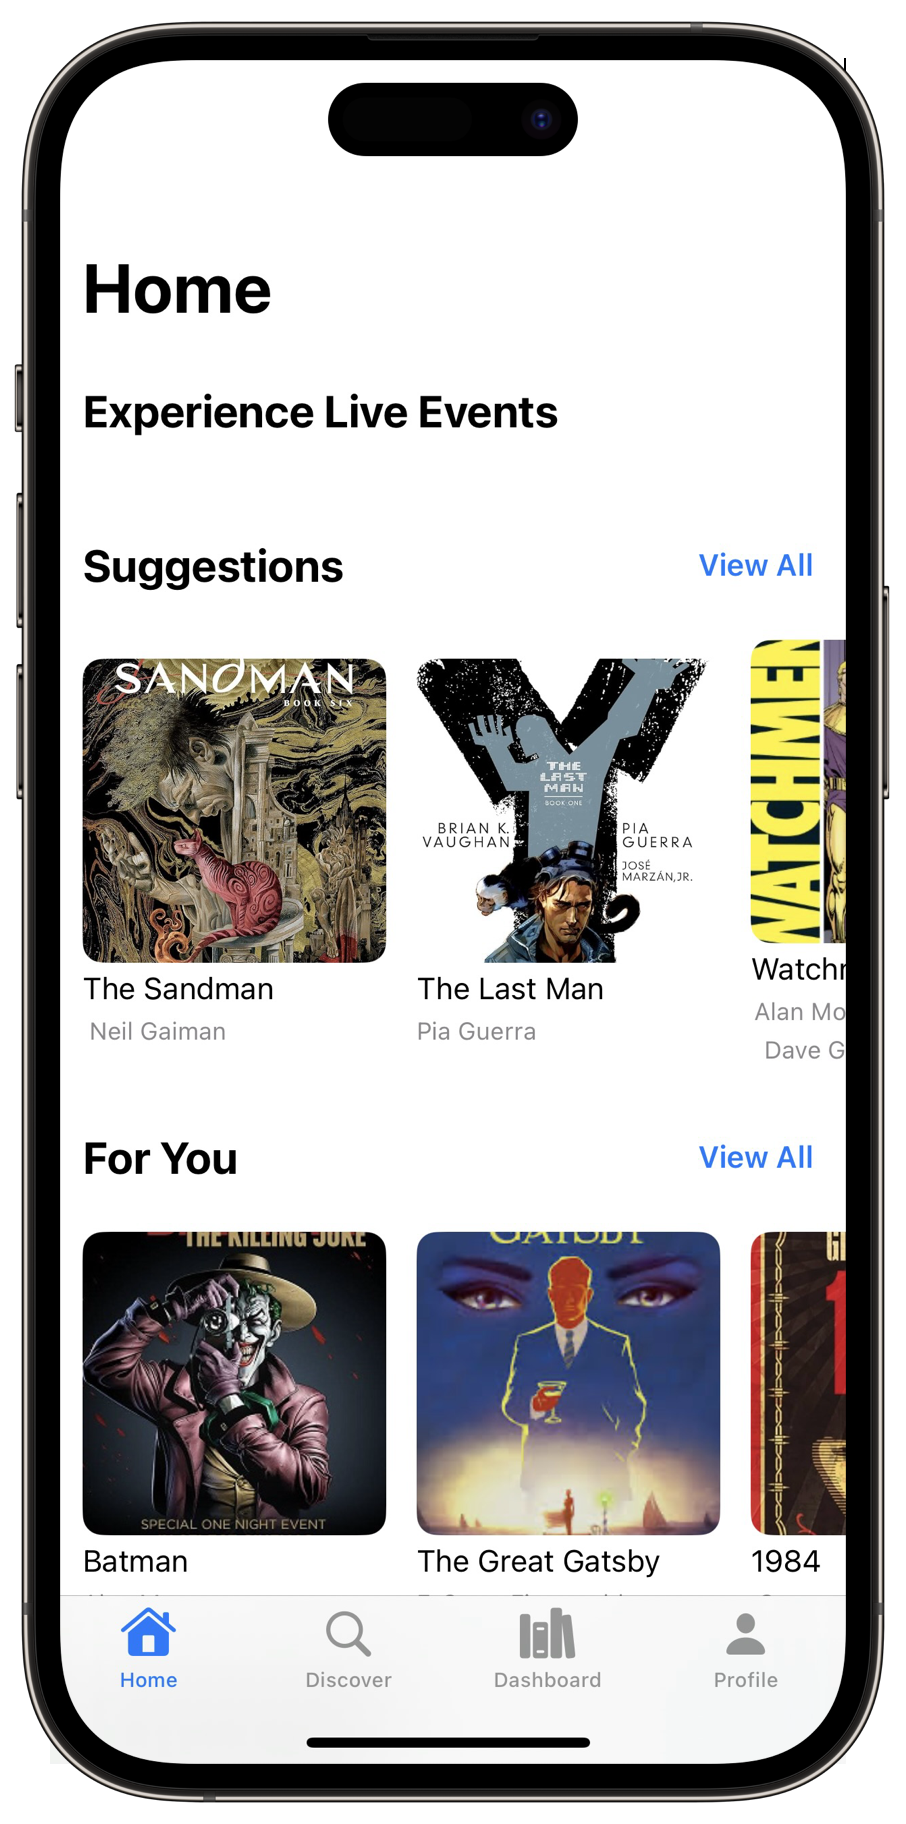 Home
Experience Live Events
Suggestions
View All
SANDMAN
BOOK SIX
THE
LAST
MAN
BOOK ONE
BRIAN K.
VAUGHAN
PIA
GUERRA
JOSÉ
MARZÁN, JR.
WATCHMEN
The Sandman
Neil Gaiman
The Last Man
Pia Guerra
Watchr
Alan Mo
Dave G
For You
View All
THE KILLING JOKE
SPECIAL ONE NIGHT EVENT
GATSBY
Batman
The Great Gatsby
1984
Home
Discover
Dashboard
Profile